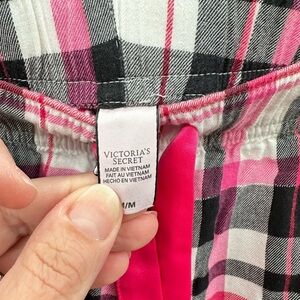 VICTORIA'S
SECRET
MADE IN VIETNAM
FAIT AU VIETNAM
HECHO EN VIETNAM
/M